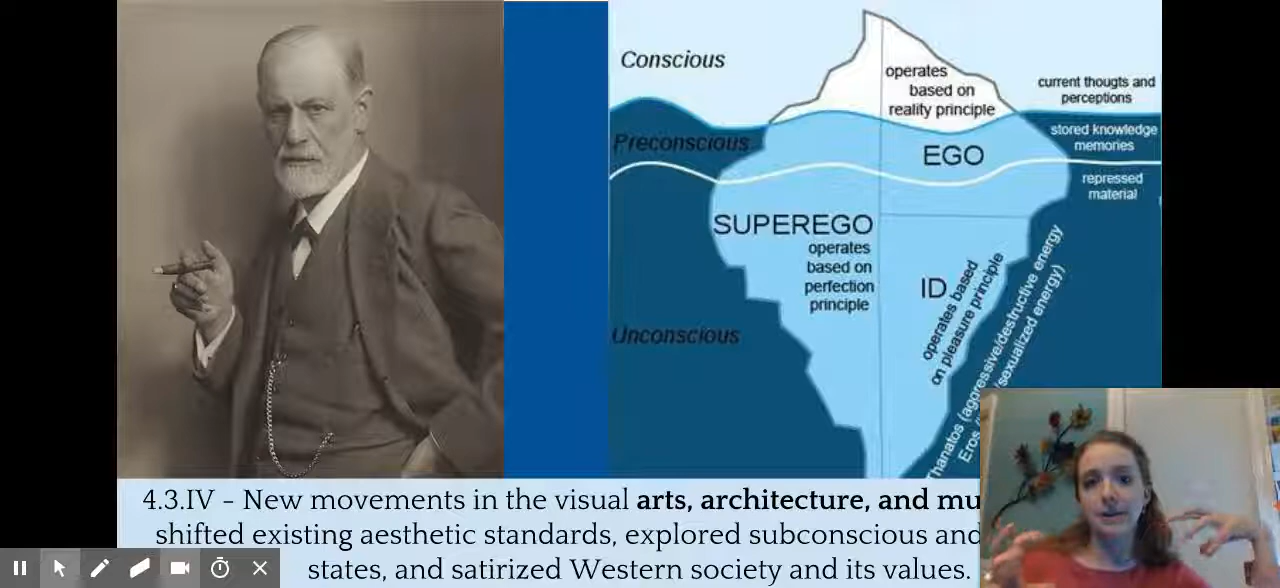 Conscious
operates
based on
reality principle
current thougts and
perceptions
Preconscious
stored knowledge
memories
EGO
repressed
material
SUPEREGO
operates
based on
perfection
principle
ID
operates based
on pleasure principle
Thanatos (aggressive/destructive energy
Eros
/sexualized energy)
Unconscious
4.3.IV - New movements in the visual arts, architecture, and mu
shifted existing aesthetic standards, explored subconscious and
states, and satirized Western society and its values.